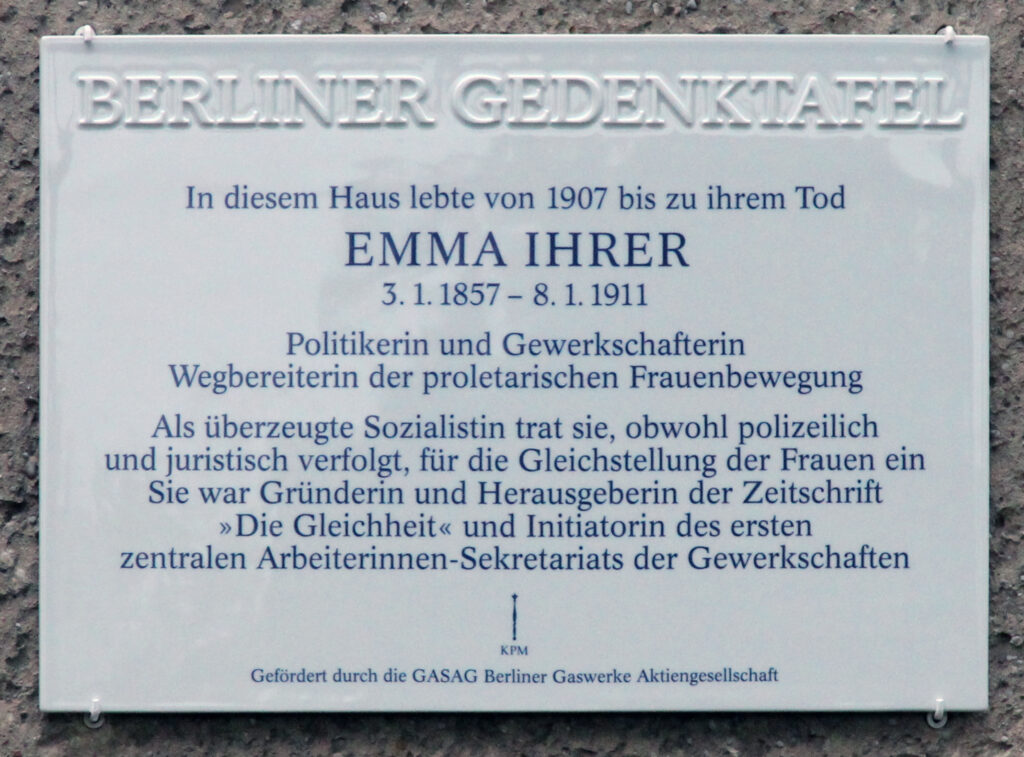 BERLINER GEDENKTAFEL
In diesem Haus lebte von 1907 bis zu ihrem Tod
EMMA IHRER
3. 1. 1857 – 8. 1. 1911
Politikerin und Gewerkschafterin
Wegbereiterin der proletarischen Frauenbewegung
Als überzeugte Sozialistin trat sie, obwohl polizeilich
und juristisch verfolgt, für die Gleichstellung der Frauen ein
Sie war Gründerin und Herausgeberin der Zeitschrift
»Die Gleichheit« und Initiatorin des ersten
zentralen Arbeiterinnen-Sekretariats der Gewerkschaften
KPM
Gefördert durch die GASAG Berliner Gaswerke Aktiengesellschaft